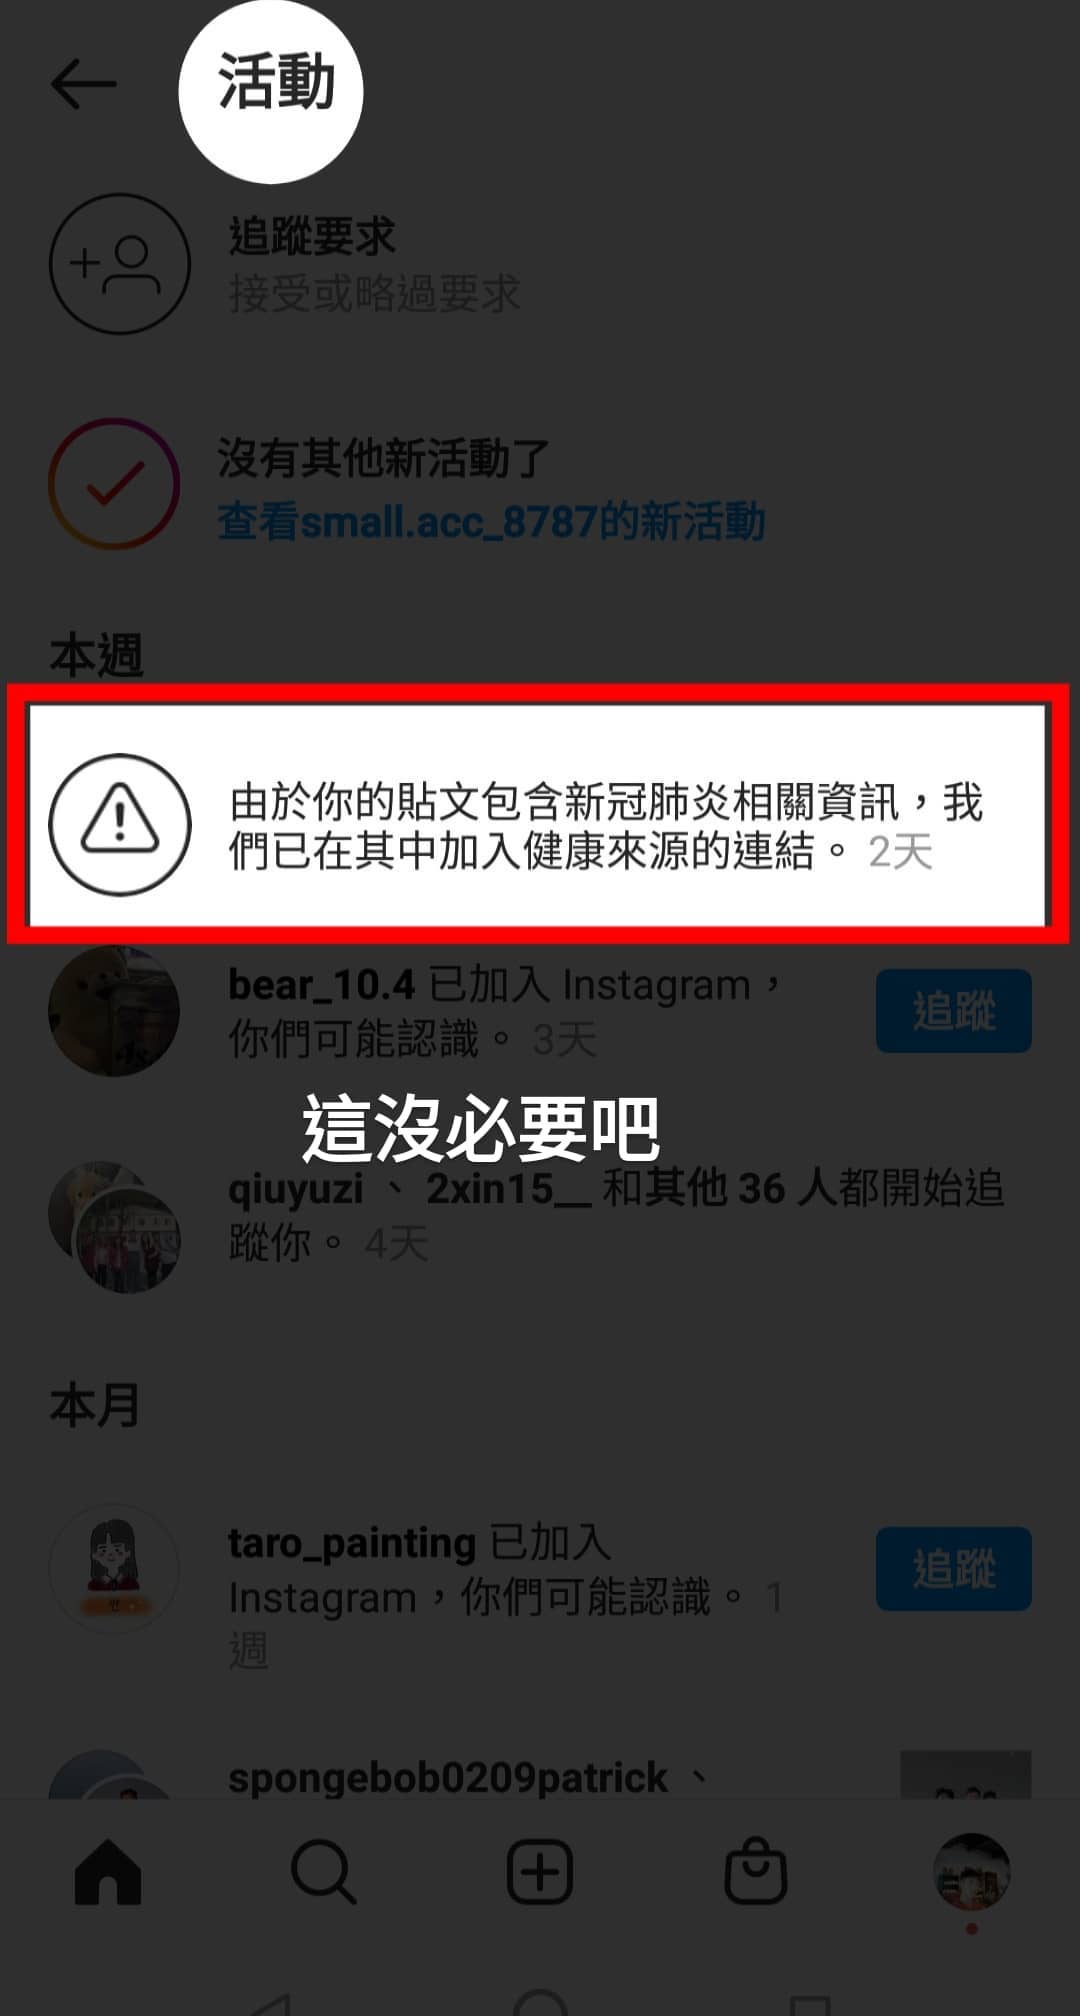 活動
追蹤要求
接受或略過要求
沒有其他新活動了
查看small.acc_8787的新活動
本週
由於你的貼文包含新冠肺炎相關資訊，我
們已在其中加入健康來源的連結。2天
bear_10.4 已加入 Instagram，
你們可能認識。3天
追蹤
這沒必要吧
qiuyuzi、2xin15__ 和其他 36 人都開始追
蹤你。4天
本月
taro_painting 已加入
Instagram，你們可能認識。1
週
追蹤
spongebob0209patrick、